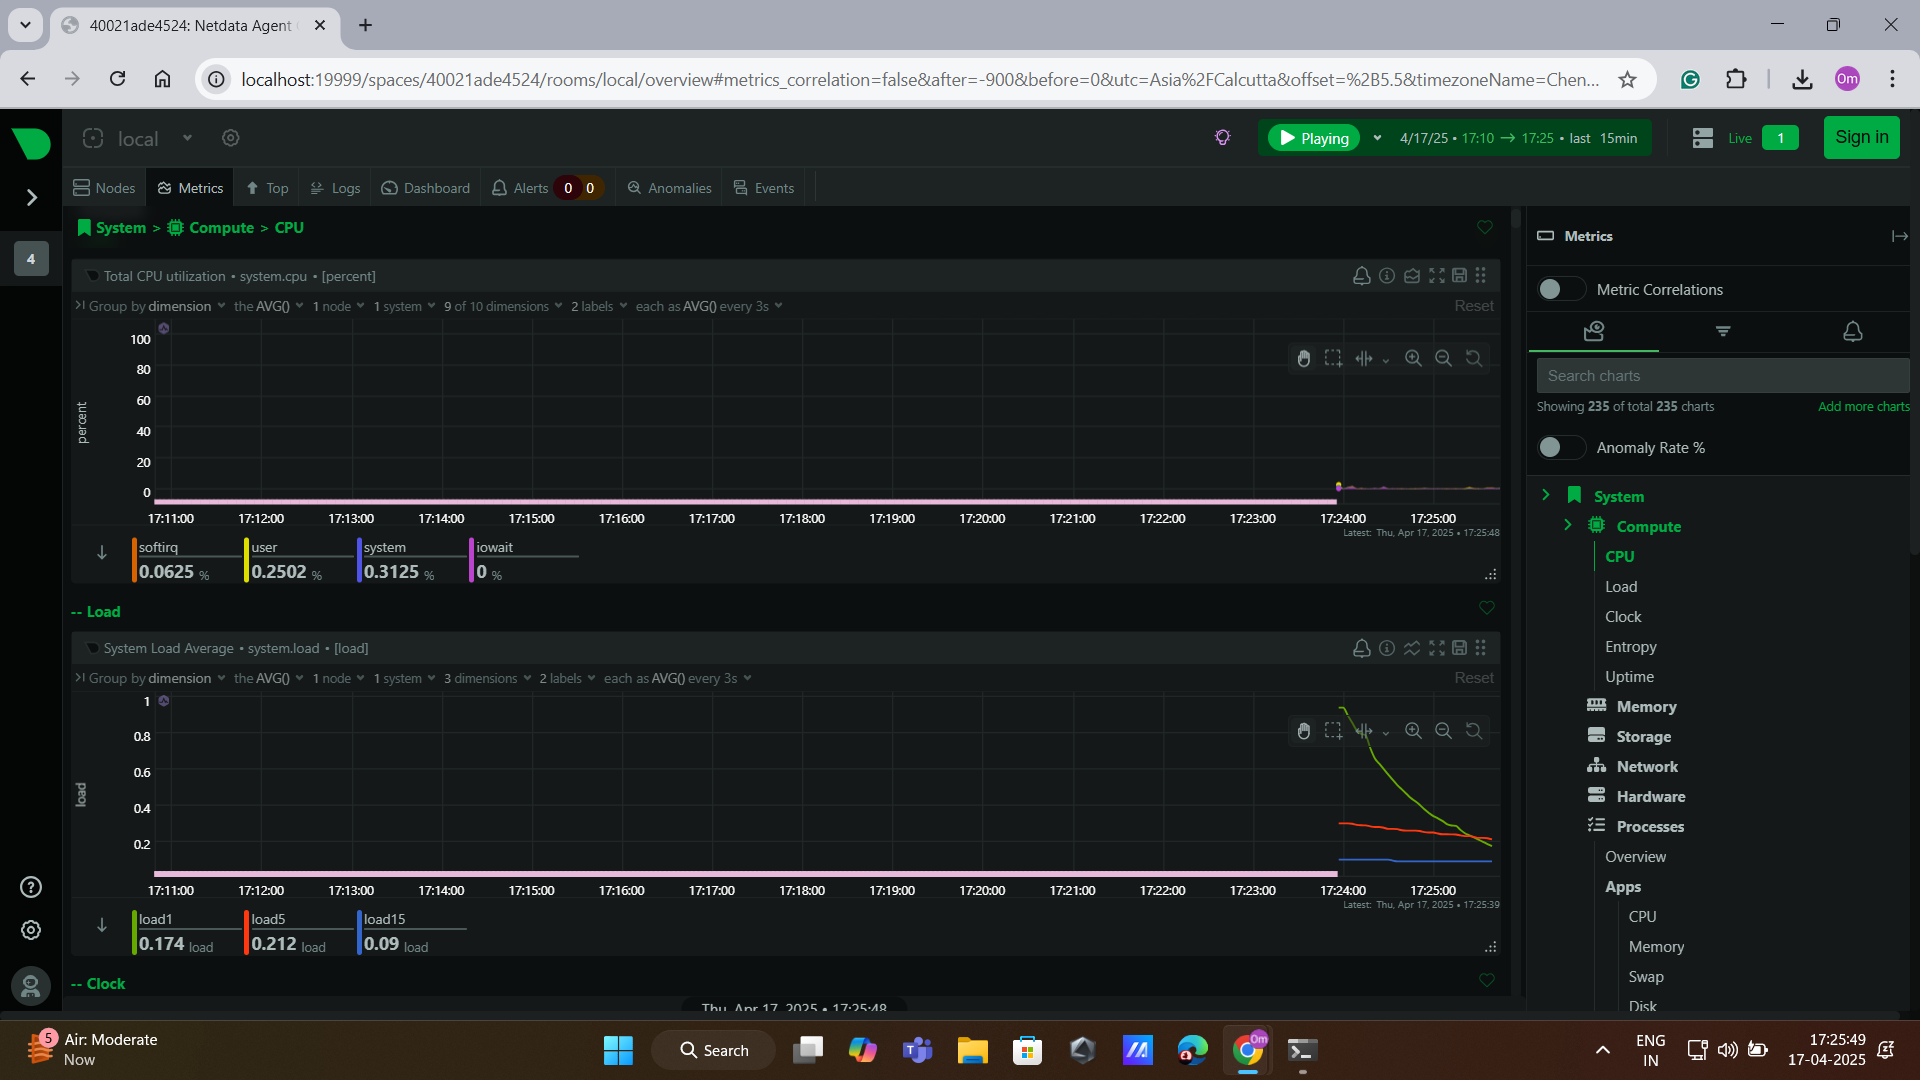 40021ade4524: Netdata Agent
localhost:19999/spaces/40021ade4524/rooms/local/overview#metrics_correlation=false&after=-900&before=0&utc=Asia%2FCalcutta&offset=%2B5.5&timezoneName=Chen...
Om
local
Playing
4/17/25 • 17:10 → 17:25 • last 15min
Live
1
Sign in
Nodes
Metrics
Top
Logs
Dashboard
Alerts 0 0
Anomalies
Events
4
System > Compute > CPU
Total CPU utilization • system.cpu • [percent]
Group by dimension the AVG() 1 node 1 system 9 of 10 dimensions 2 labels each as AVG() every 3s
Reset
percent
100
80
60
40
20
0
17:11:00 17:12:00 17:13:00 17:14:00 17:15:00 17:16:00 17:17:00 17:18:00 17:19:00 17:20:00 17:21:00 17:22:00 17:23:00 17:24:00 17:25:00
Latest: Thu, Apr 17, 2025 • 17:25:48
softirq user system iowait
0.0625 % 0.2502 % 0.3125 % 0 %
-- Load
System Load Average • system.load • [load]
Group by dimension the AVG() 1 node 1 system 3 dimensions 2 labels each as AVG() every 3s
Reset
load
1
0.8
0.6
0.4
0.2
17:11:00 17:12:00 17:13:00 17:14:00 17:15:00 17:16:00 17:17:00 17:18:00 17:19:00 17:20:00 17:21:00 17:22:00 17:23:00 17:24:00 17:25:00
Latest: Thu, Apr 17, 2025 • 17:25:39
load1 load5 load15
0.174 load 0.212 load 0.09 load
-- Clock
Thu, Apr 17, 2025 • 17:25:48
Metrics
Metric Correlations
Search charts
Showing 235 of total 235 charts
Add more charts
Anomaly Rate %
System
Compute
CPU
Load
Clock
Entropy
Uptime
Memory
Storage
Network
Hardware
Processes
Overview
Apps
CPU
Memory
Swap
Disk
5
Air: Moderate
Now
Search
Om
ENG
IN
17:25:49
17-04-2025